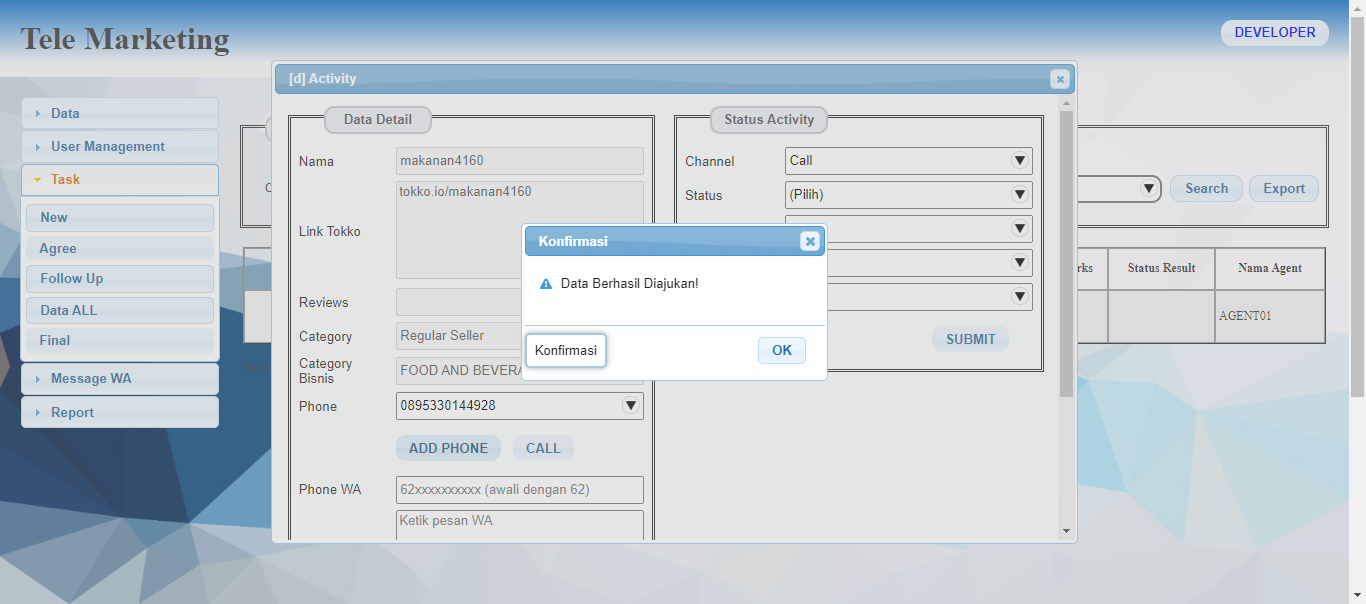 Tele Marketing
DEVELOPER
[d] Activity
Data
User Management
Task
New
Agree
Follow Up
Data ALL
Final
Message WA
Report
Data Detail
Nama
makanan4160
Link Tokko
tokko.io/makanan4160
Reviews
Category
Regular Seller
Category Bisnis
FOOD AND BEVERA
Phone
0895330144928
ADD PHONE
CALL
Phone WA
62xxxxxxxxxx (awali dengan 62)
Ketik pesan WA
Status Activity
Channel
Call
Status
(Pilih)
SUBMIT
Konfirmasi
Data Berhasil Diajukan!
Konfirmasi
OK
Search
Export
Status Result
Nama Agent
AGENT01